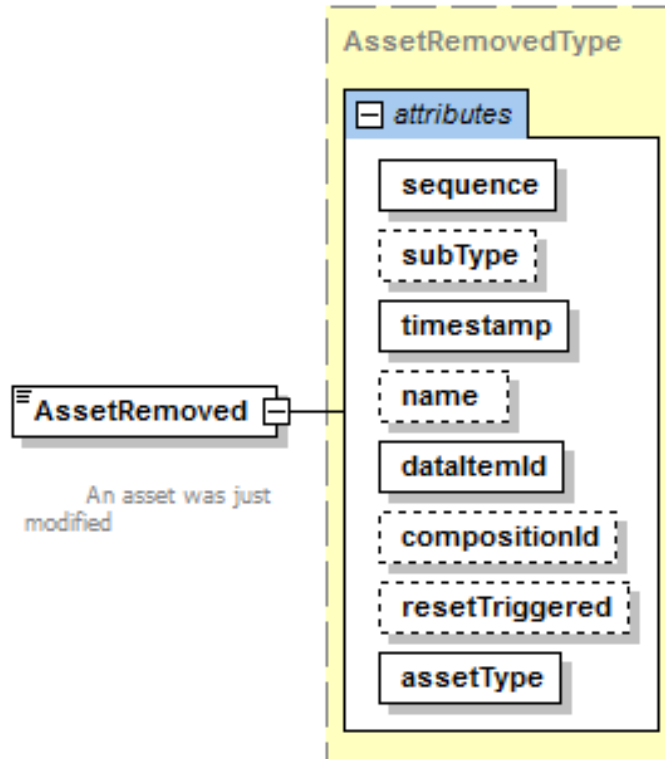 AssetRemovedType
attributes
sequence
subType
timestamp
AssetRemoved
name
An asset was just
modified
dataItemId
compositionId
resetTriggered
assetType